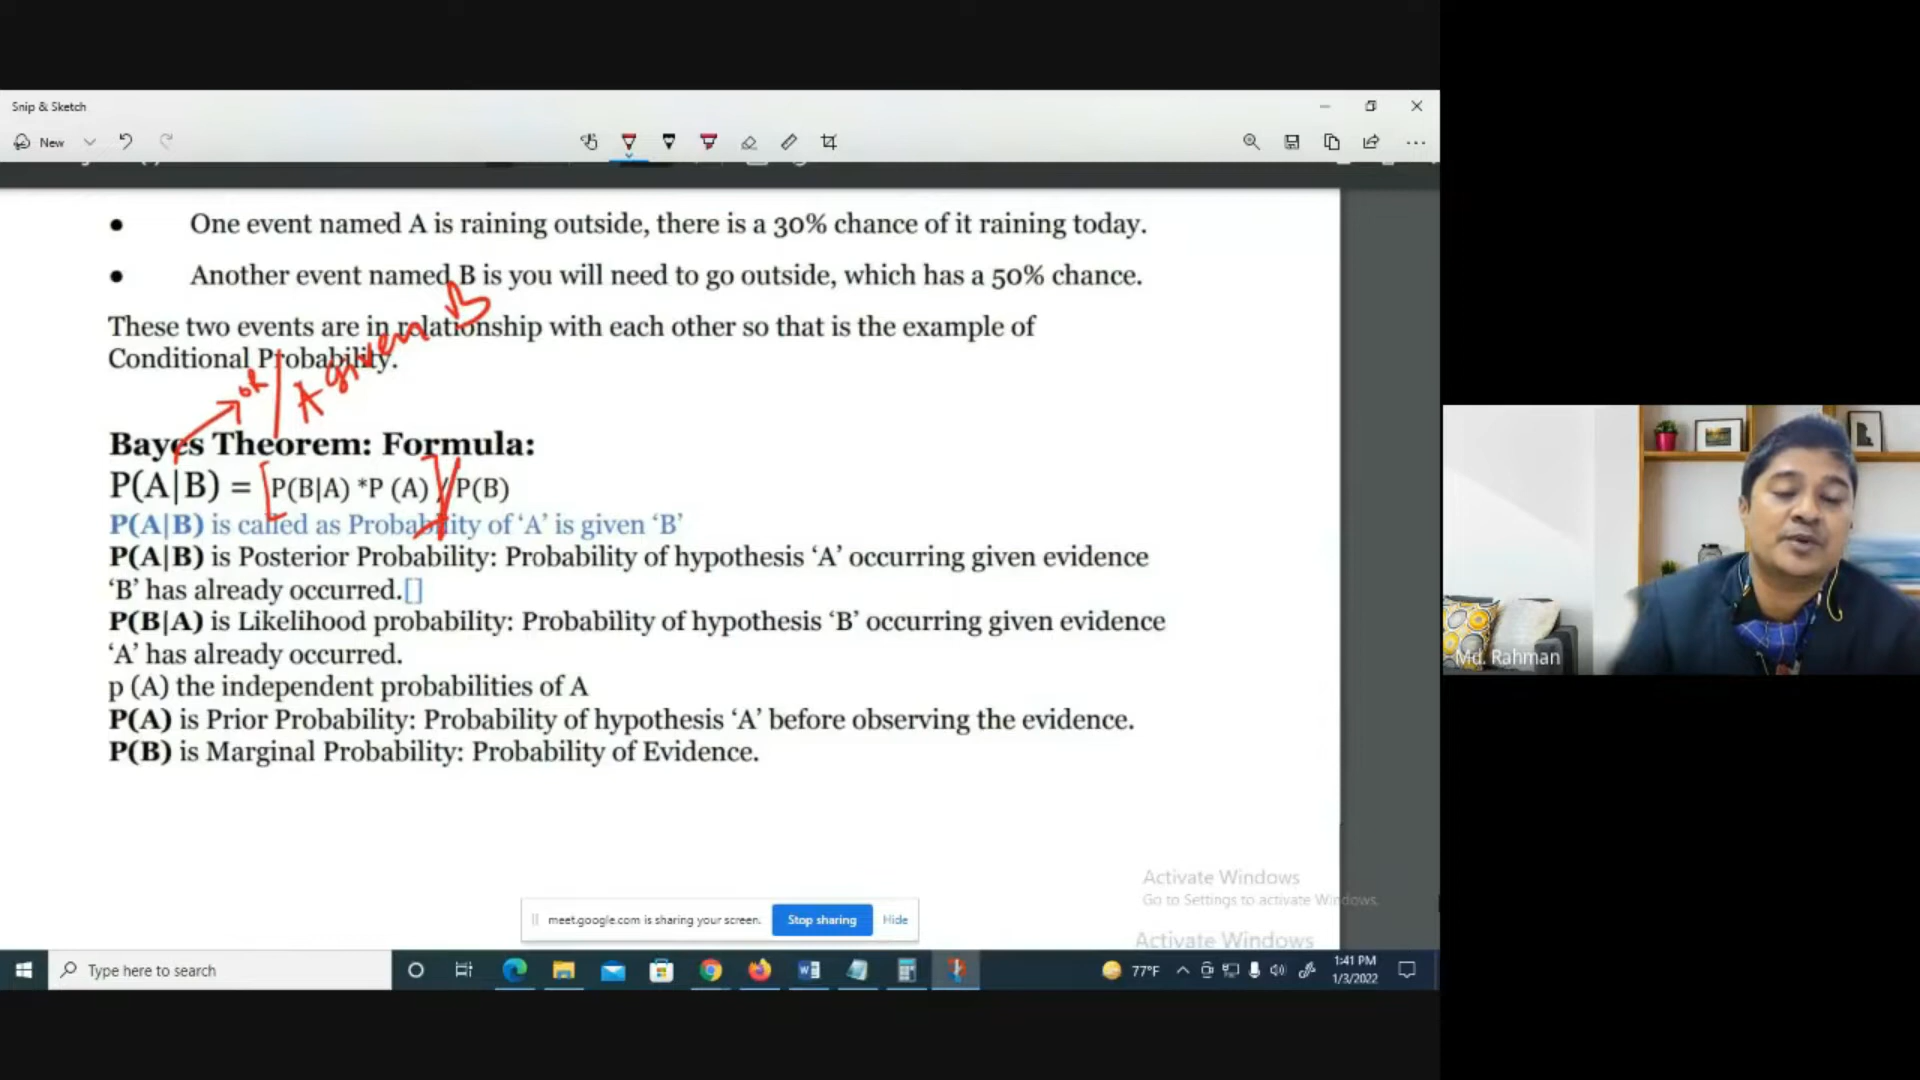 Snip & Sketch
New
One event named A is raining outside, there is a 30% chance of it raining today.
Another event named B is you will need to go outside, which has a 50% chance.
These two events are in relationship with each other so that is the example of
Conditional Probability.
or / A given B
Bayes Theorem: Formula:
P(A|B) = [P(B|A) *P (A)] / P(B)
P(A|B) is called as Probability of ‘A’ is given ‘B’
P(A|B) is Posterior Probability: Probability of hypothesis ‘A’ occurring given evidence
‘B’ has already occurred.[]
P(B|A) is Likelihood probability: Probability of hypothesis ‘B’ occurring given evidence
‘A’ has already occurred.
p (A) the independent probabilities of A
P(A) is Prior Probability: Probability of hypothesis ‘A’ before observing the evidence.
P(B) is Marginal Probability: Probability of Evidence.
Md. Rahman
Activate Windows
Go to Settings to activate Windows.
Activate Windows
meet.google.com is sharing your screen.
Stop sharing
Hide
Type here to search
77°F
1:41 PM
1/3/2022